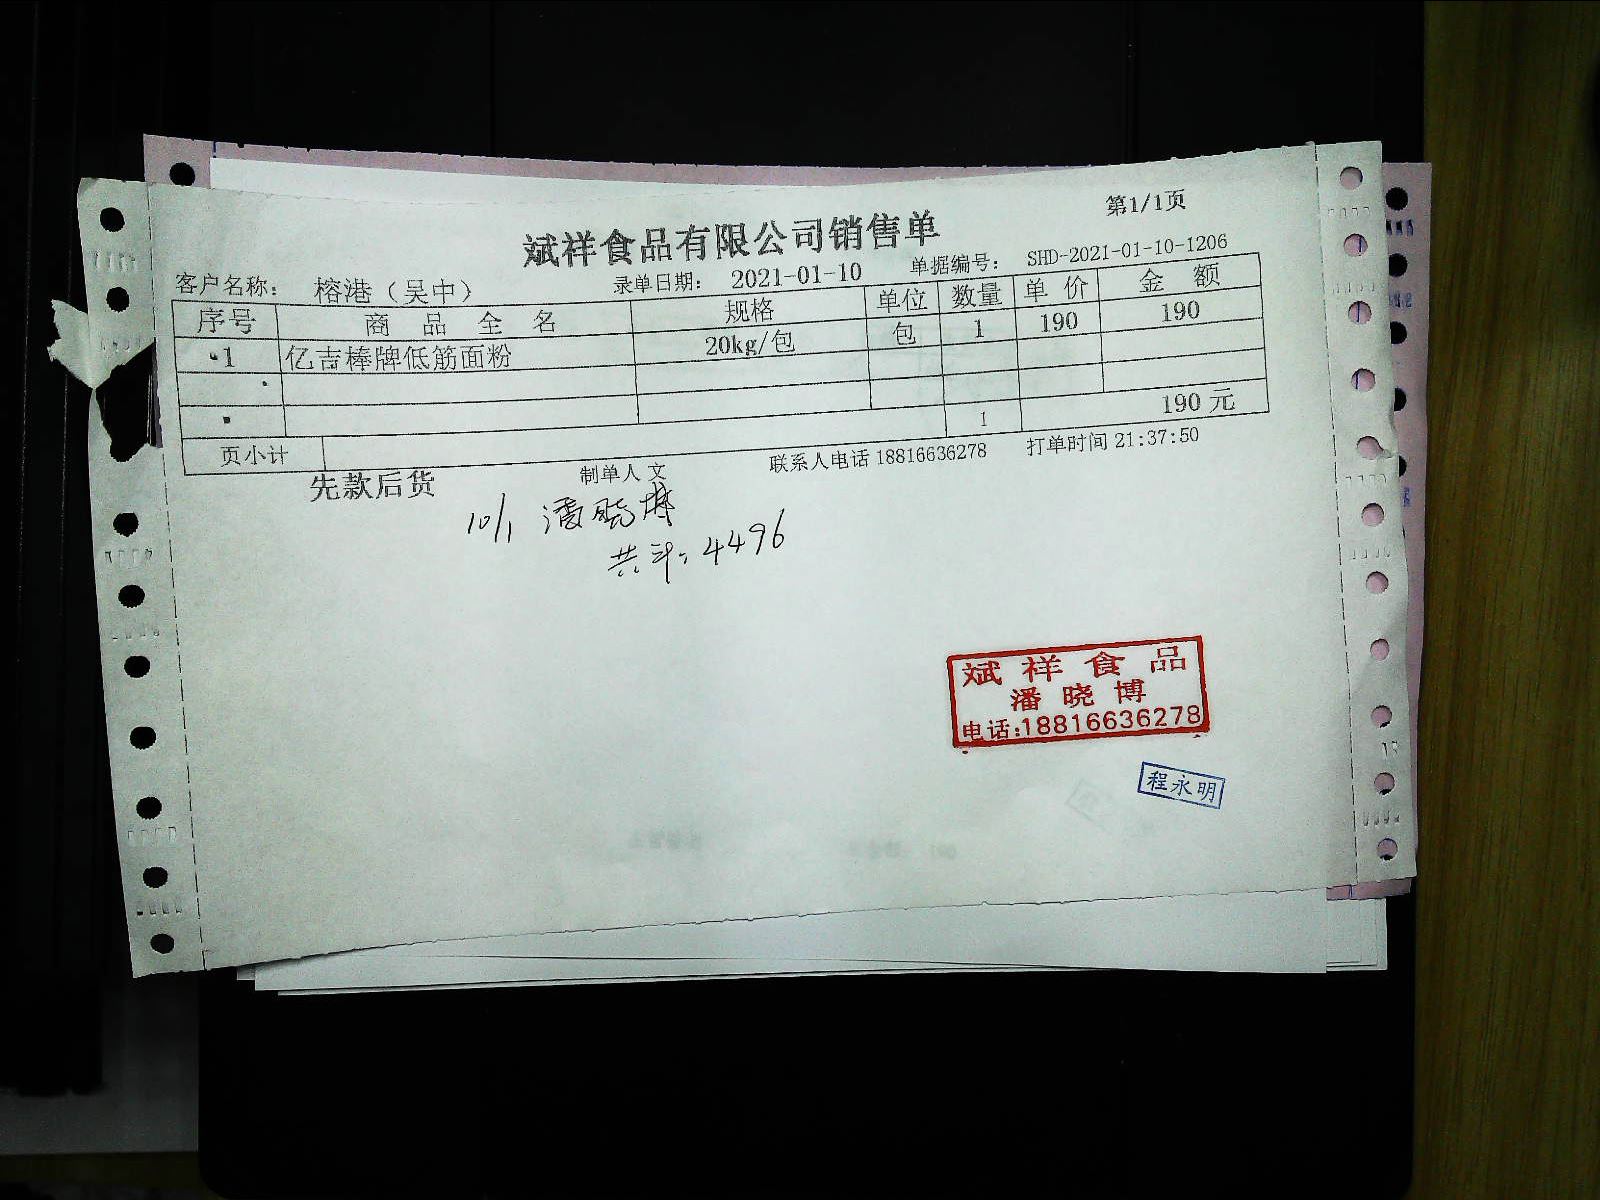 第1/1页
斌祥食品有限公司销售单
客户名称： 榕港（吴中） 录单日期： 2021-01-10 单据编号： SHD-2021-01-10-1206
序号 商 品 全 名 规格 单位 数量 单 价 金 额
1 亿吉棒牌低筋面粉 20kg/包 包 1 190 190
页小计 1 190 元
先款后货 制单人 文 联系人电话 18816636278 打单时间 21:37:50
10/1 潘晓博
共计: 4496
斌祥食品
潘晓博
电话:18816636278
程永明